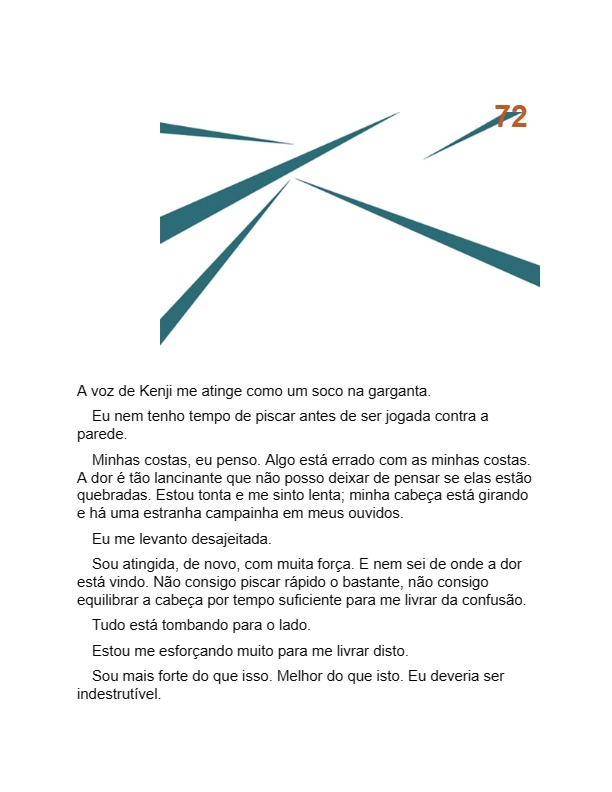 72
A voz de Kenji me atinge como um soco na garganta.
Eu nem tenho tempo de piscar antes de ser jogada contra a
parede.
Minhas costas, eu penso. Algo está errado com as minhas costas.
A dor é tão lancinante que não posso deixar de pensar se elas estão
quebradas. Estou tonta e me sinto lenta; minha cabeça está girando
e há uma estranha campainha em meus ouvidos.
Eu me levanto desajeitada.
Sou atingida, de novo, com muita força. E nem sei de onde a dor
está vindo. Não consigo piscar rápido o bastante, não consigo
equilibrar a cabeça por tempo suficiente para me livrar da confusão.
Tudo está tombando para o lado.
Estou me esforçando muito para me livrar disto.
Sou mais forte do que isso. Melhor do que isto. Eu deveria ser
indestrutível.